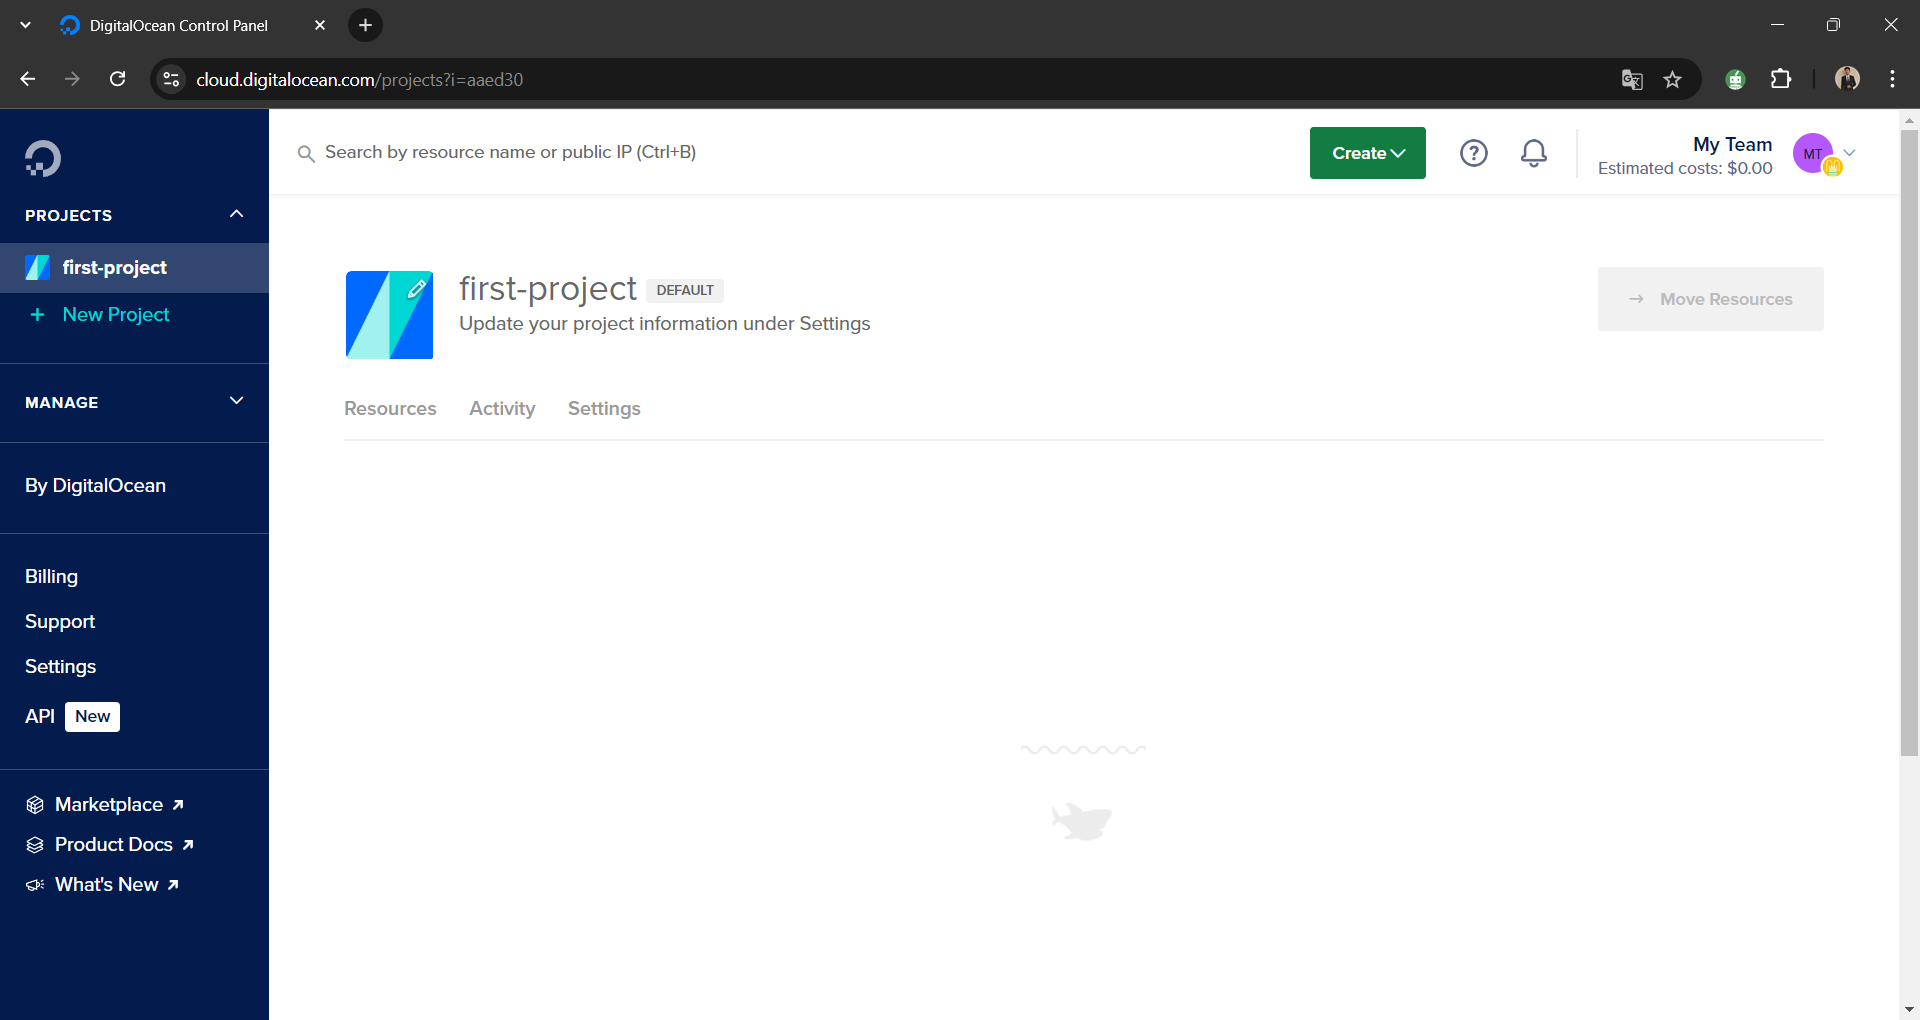 DigitalOcean Control Panel
cloud.digitalocean.com/projects?i=aaed30
Search by resource name or public IP (Ctrl+B)
Create
My Team
Estimated costs: $0.00
MT
PROJECTS
first-project
+ New Project
MANAGE
By DigitalOcean
Billing
Support
Settings
API New
Marketplace
Product Docs
What's New
first-project DEFAULT
Update your project information under Settings
→ Move Resources
Resources Activity Settings